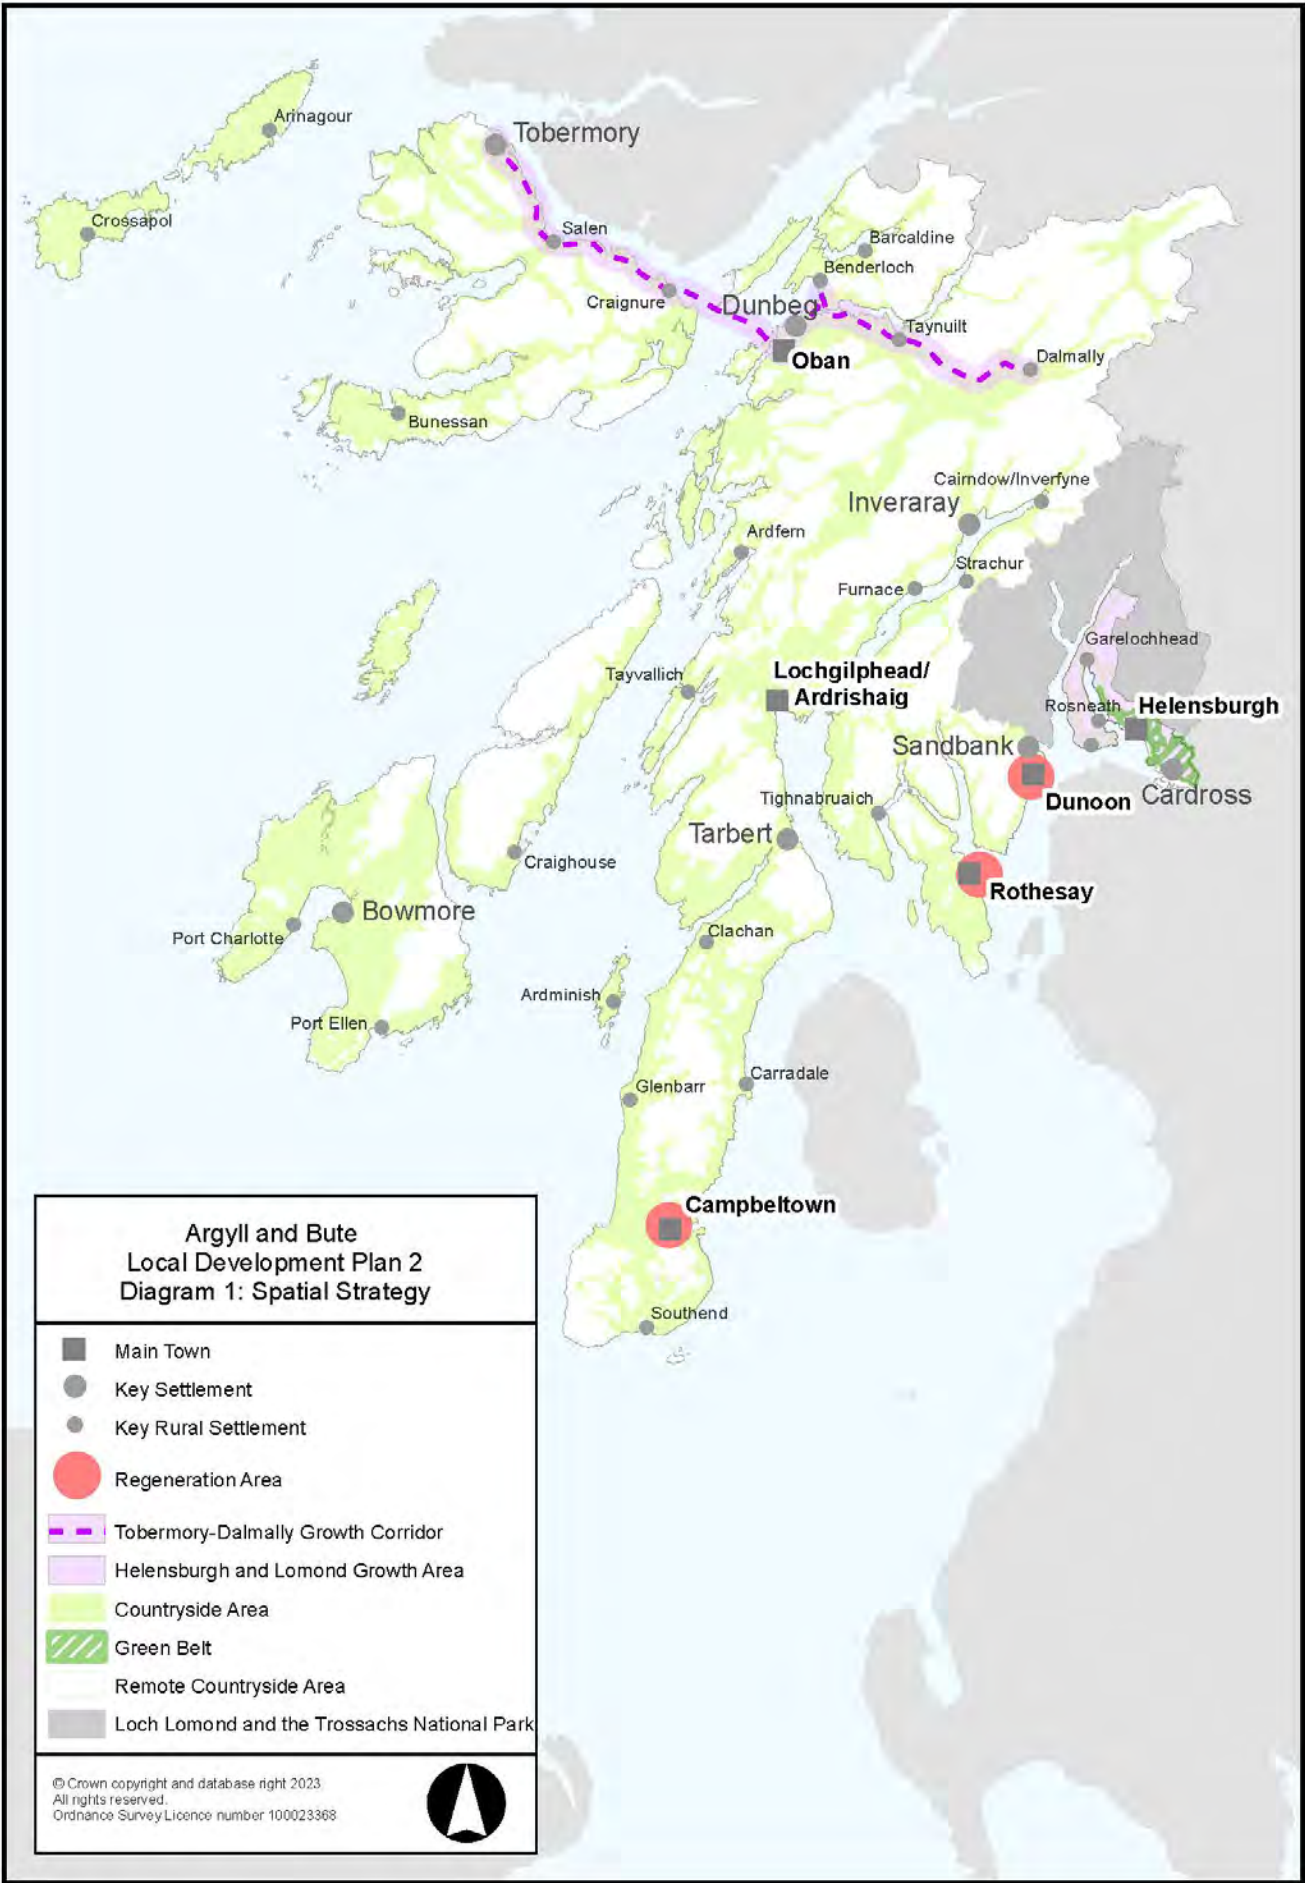 Arinagour
Tobermory
Crossapol
Salen
Barcaldine
Benderloch
Craignure
Dunbeg
Taynuilt
Oban
Dalmally
Bunessan
Cairndow/Inverfyne
Inveraray
Ardfern
Strachur
Furnace
Garelochhead
Tayvallich
Lochgilphead/
Ardrishaig
Rosneath
Helensburgh
Sandbank
Dunoon
Cardross
Tighnabruaich
Tarbert
Craighouse
Rothesay
Bowmore
Port Charlotte
Clachan
Ardminish
Port Ellen
Carradale
Glenbarr
Campbeltown
Southend
Argyll and Bute
Local Development Plan 2
Diagram 1: Spatial Strategy
Main Town
Key Settlement
Key Rural Settlement
Regeneration Area
Tobermory-Dalmally Growth Corridor
Helensburgh and Lomond Growth Area
Countryside Area
Green Belt
Remote Countryside Area
Loch Lomond and the Trossachs National Park
© Crown copyright and database right 2023
All rights reserved.
Ordnance Survey Licence number 100023368